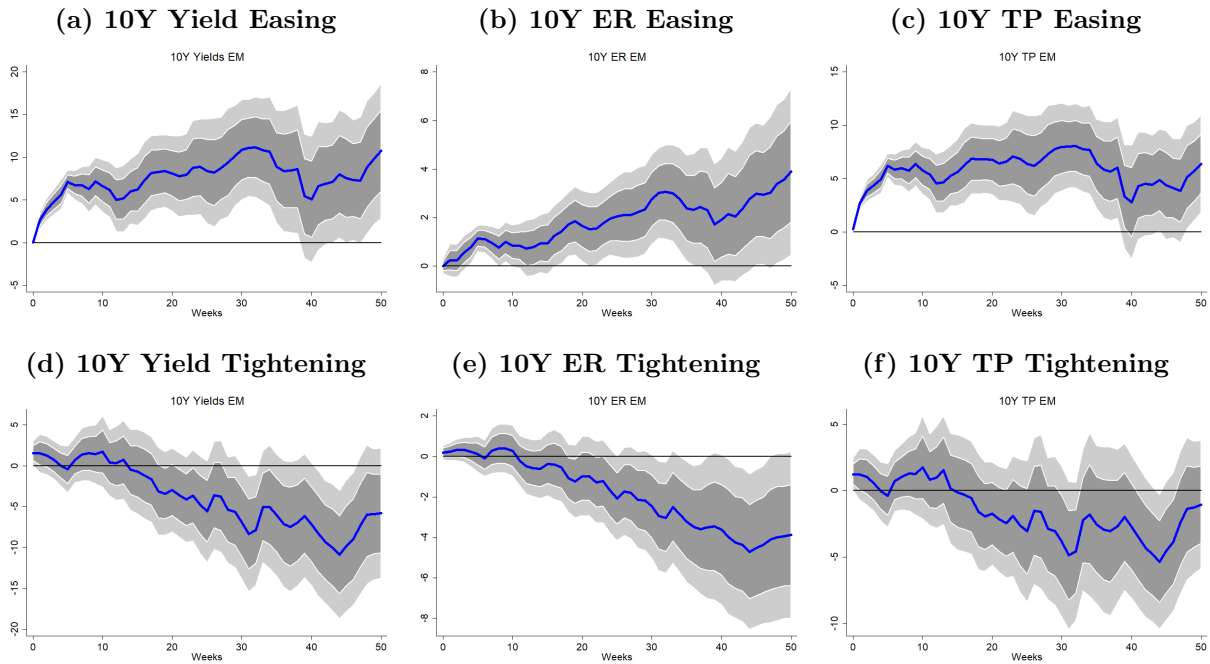 (a) 10Y Yield Easing
10Y Yields EM
20
15
10
5
0
-5
0 10 20 30 40 50
Weeks
(b) 10Y ER Easing
10Y ER EM
8
6
4
2
0
0 10 20 30 40 50
Weeks
(c) 10Y TP Easing
10Y TP EM
15
10
5
0
-5
0 10 20 30 40 50
Weeks
(d) 10Y Yield Tightening
10Y Yields EM
5
0
-5
-10
-15
-20
0 10 20 30 40 50
Weeks
(e) 10Y ER Tightening
10Y ER EM
2
0
-2
-4
-6
-8
0 10 20 30 40 50
Weeks
(f) 10Y TP Tightening
10Y TP EM
5
0
-5
-10
0 10 20 30 40 50
Weeks